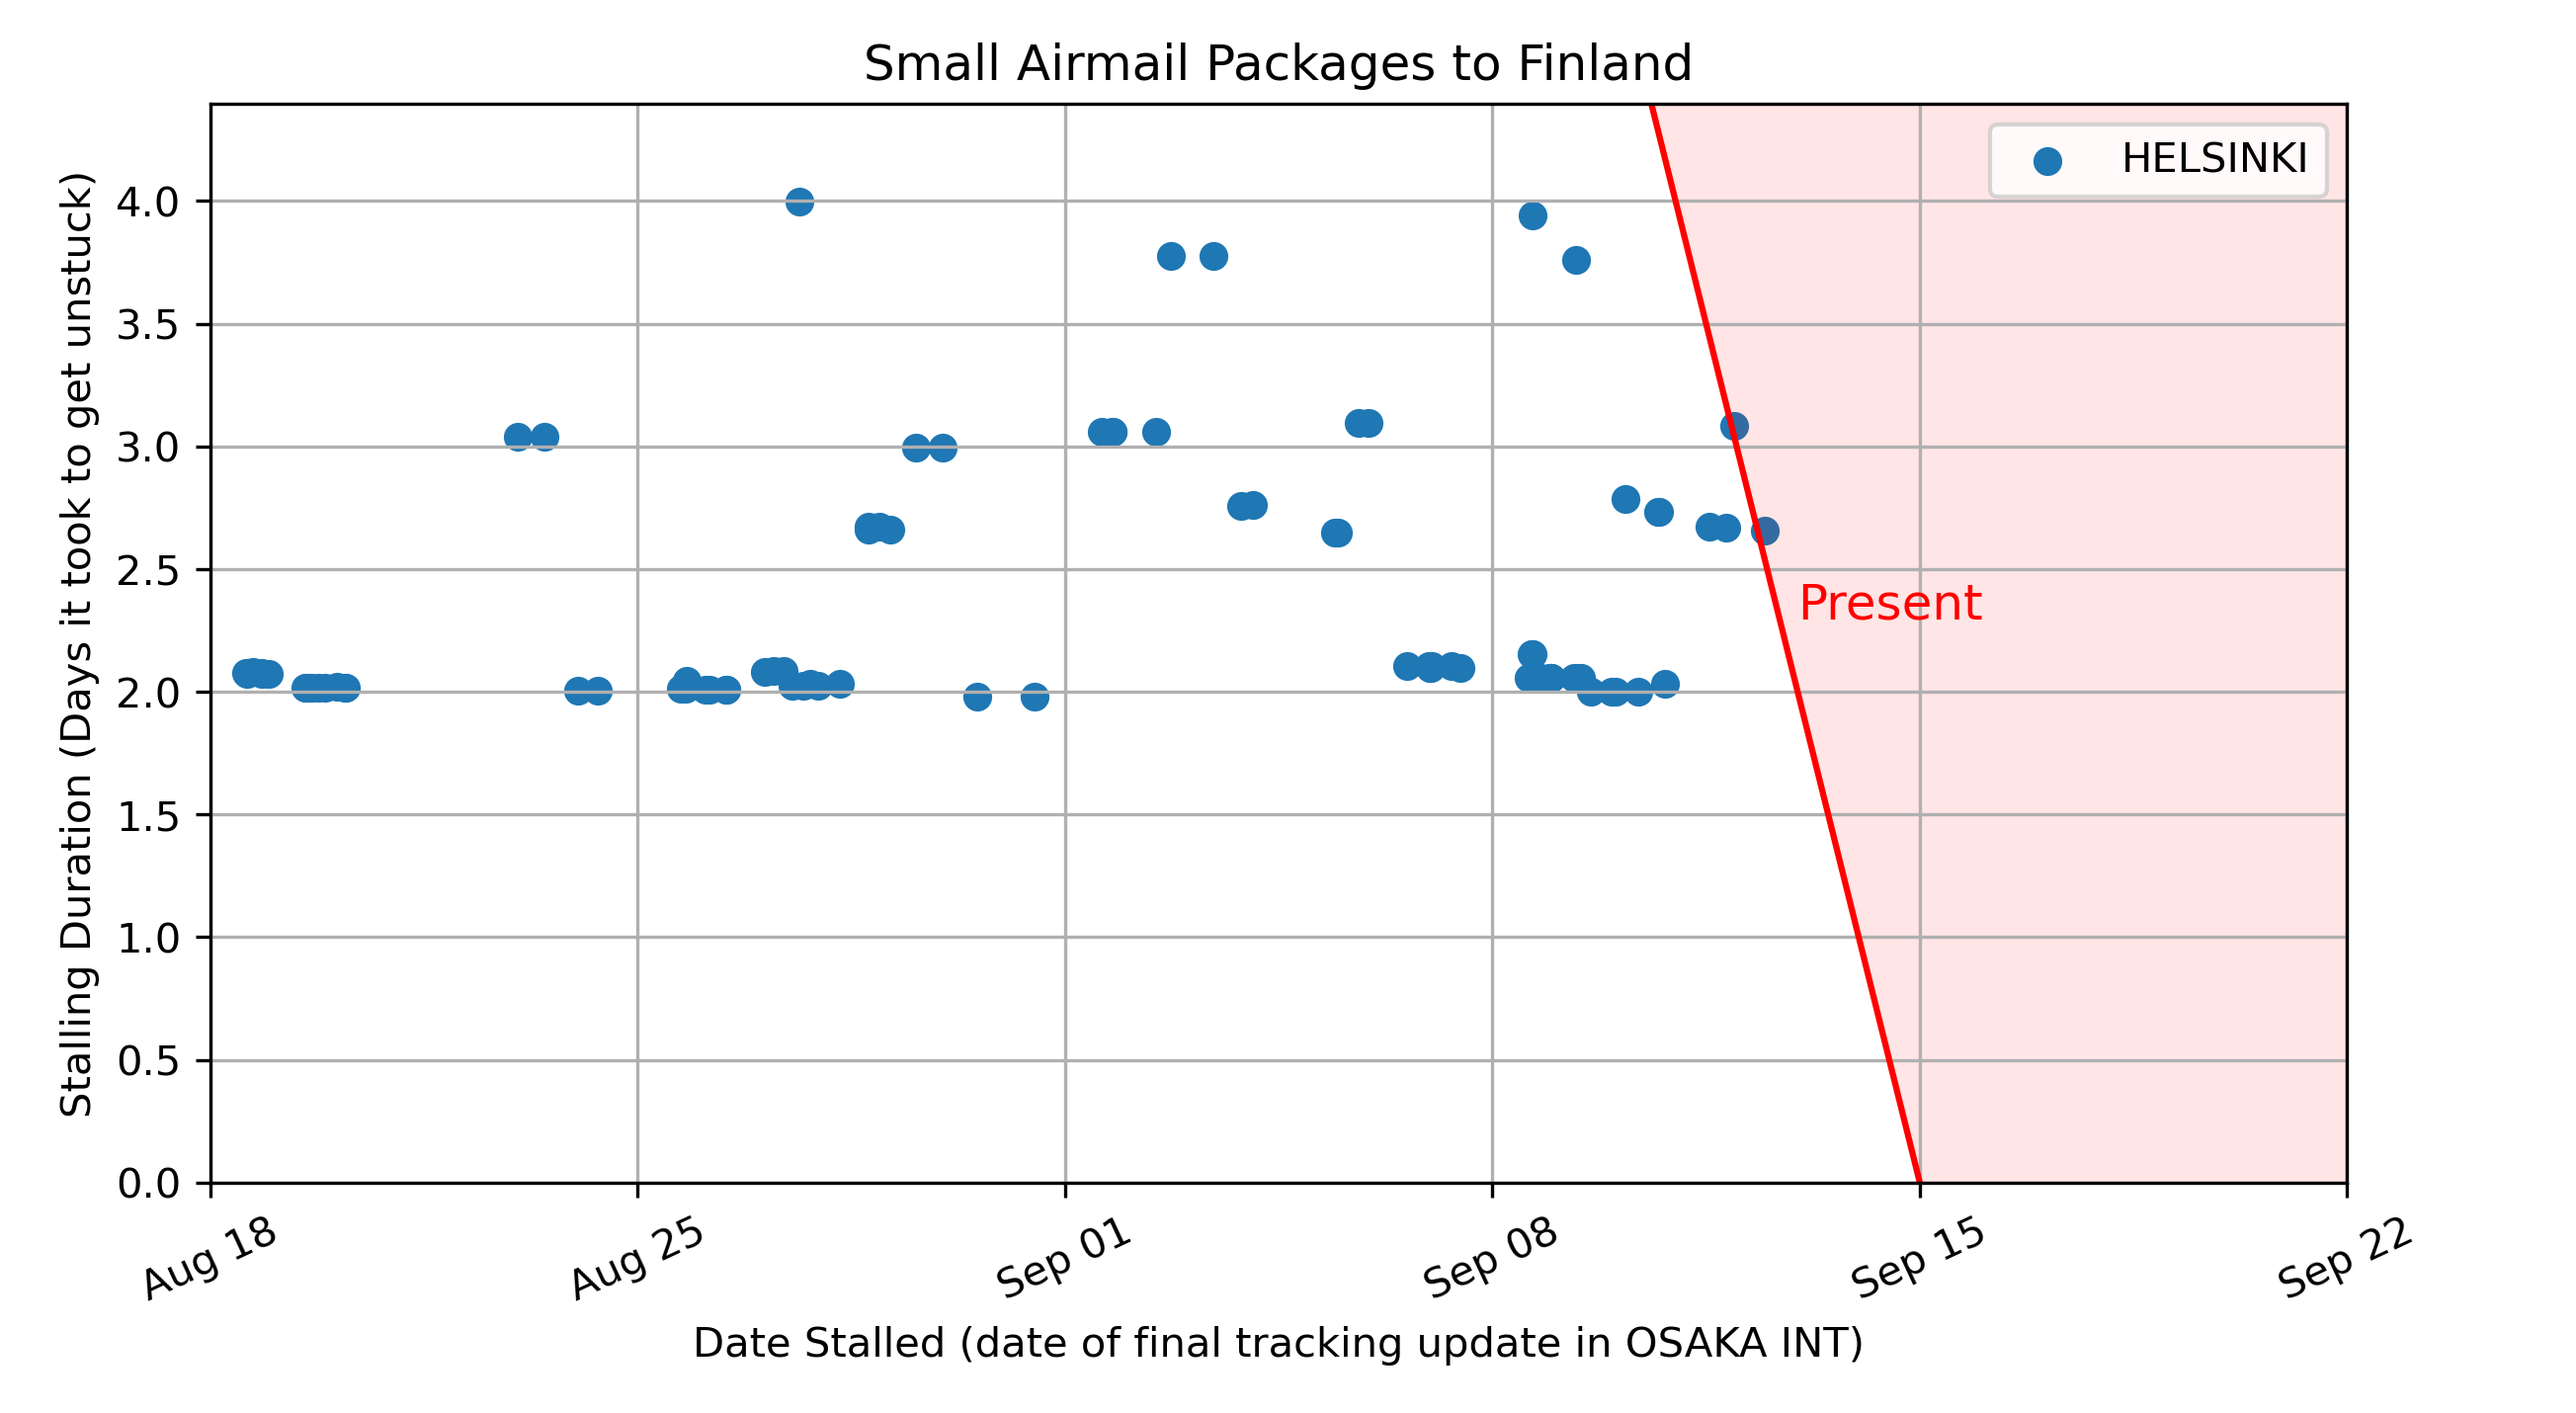 Small Airmail Packages to Finland
HELSINKI
Stalling Duration (Days it took to get unstuck)
4.0
3.5
3.0
2.5
2.0
1.5
1.0
0.5
0.0
Present
Aug 18
Aug 25
Sep 01
Sep 08
Sep 15
Sep 22
Date Stalled (date of final tracking update in OSAKA INT)